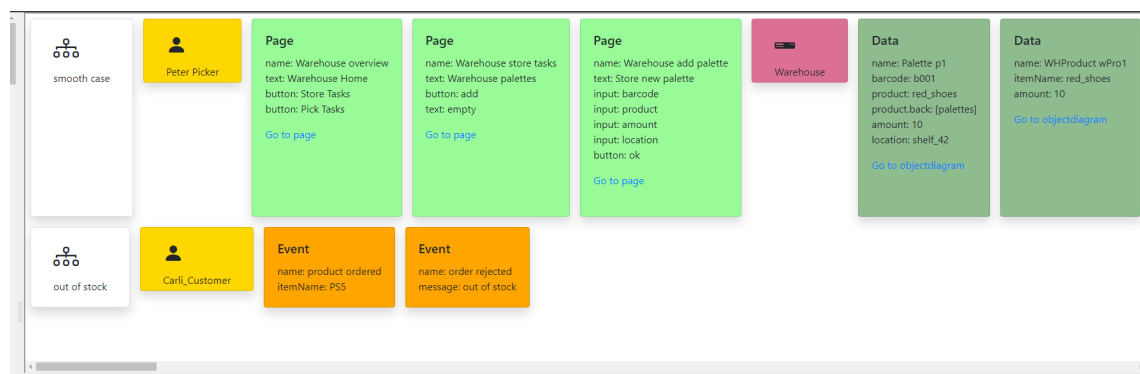 smooth case
Peter Picker
Page
name: Warehouse overview
text: Warehouse Home
button: Store Tasks
button: Pick Tasks
Go to page
Page
name: Warehouse store tasks
text: Warehouse palettes
button: add
text: empty
Go to page
Page
name: Warehouse add palette
text: Store new palette
input: barcode
input: product
input: amount
input: location
button: ok
Go to page
Warehouse
Data
name: Palette p1
barcode: b001
product: red_shoes
product.back: [palettes]
amount: 10
location: shelf_42
Go to objectdiagram
Data
name: WHProduct wPro1
itemName: red_shoes
amount: 10
Go to objectdiagram
out of stock
Carli_Customer
Event
name: product ordered
itemName: PS5
Event
name: order rejected
message: out of stock